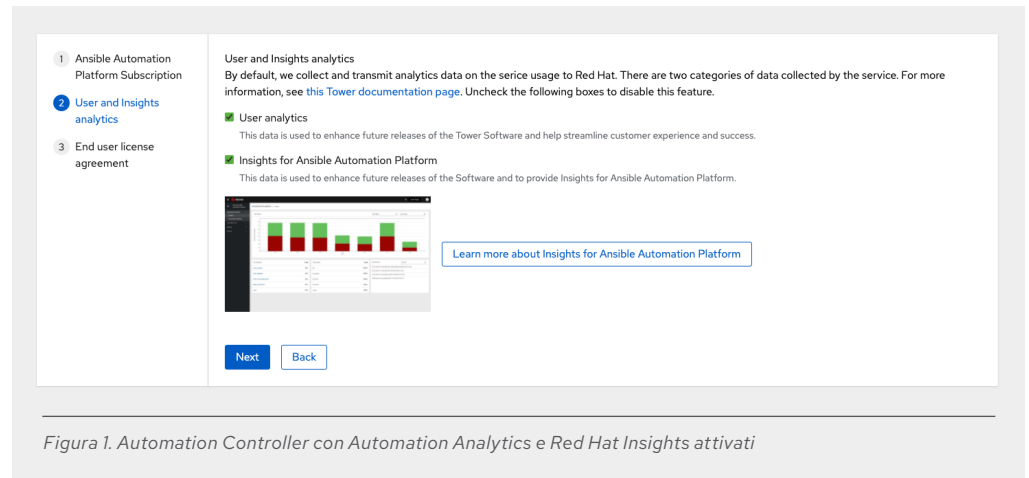 1 Ansible Automation
Platform Subscription
2 User and Insights
analytics
3 End user license
agreement
User and Insights analytics
By default, we collect and transmit analytics data on the serice usage to Red Hat. There are two categories of data collected by the service. For more
information, see this Tower documentation page. Uncheck the following boxes to disable this feature.
User analytics
This data is used to enhance future releases of the Tower Software and help streamline customer experience and success.
Insights for Ansible Automation Platform
This data is used to enhance future releases of the Software and to provide Insights for Ansible Automation Platform.
Learn more about Insights for Ansible Automation Platform
Next Back
Figura 1. Automation Controller con Automation Analytics e Red Hat Insights attivati